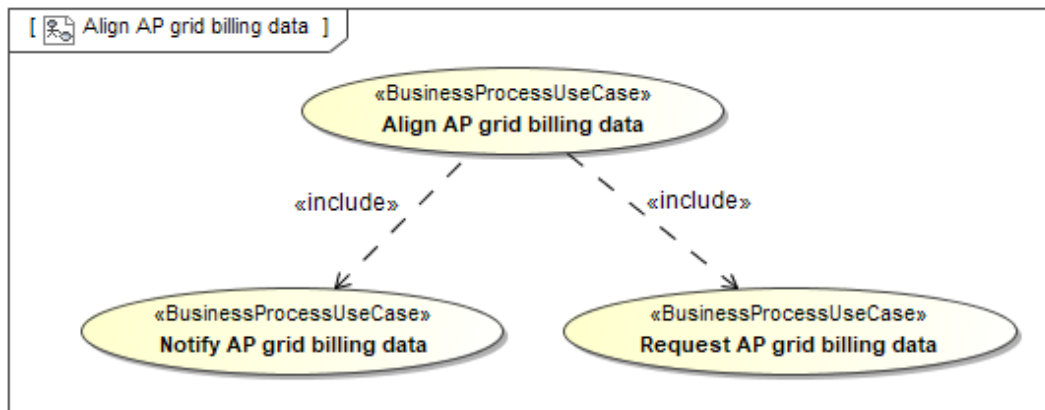 [ Align AP grid billing data ]
«BusinessProcessUseCase»
Align AP grid billing data
«include»
«include»
«BusinessProcessUseCase»
Notify AP grid billing data
«BusinessProcessUseCase»
Request AP grid billing data